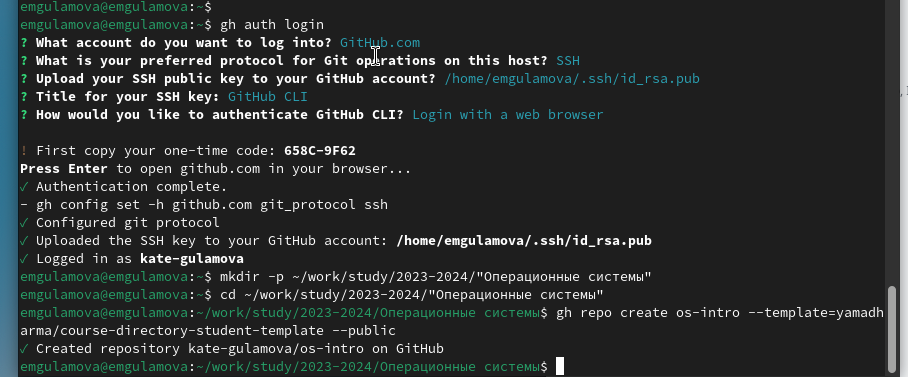 emgulamova@emgulamova:~$
emgulamova@emgulamova:~$ gh auth login
? What account do you want to log into? GitHub.com
? What is your preferred protocol for Git operations on this host? SSH
? Upload your SSH public key to your GitHub account? /home/emgulamova/.ssh/id_rsa.pub
? Title for your SSH key: GitHub CLI
? How would you like to authenticate GitHub CLI? Login with a web browser
! First copy your one-time code: 658C-9F62
Press Enter to open github.com in your browser...
✓ Authentication complete.
- gh config set -h github.com git_protocol ssh
✓ Configured git protocol
✓ Uploaded the SSH key to your GitHub account: /home/emgulamova/.ssh/id_rsa.pub
✓ Logged in as kate-gulamova
emgulamova@emgulamova:~$ mkdir -p ~/work/study/2023-2024/"Операционные системы"
emgulamova@emgulamova:~$ cd ~/work/study/2023-2024/"Операционные системы"
emgulamova@emgulamova:~/work/study/2023-2024/Операционные системы$ gh repo create os-intro --template=yamadh
arma/course-directory-student-template --public
✓ Created repository kate-gulamova/os-intro on GitHub
emgulamova@emgulamova:~/work/study/2023-2024/Операционные системы$